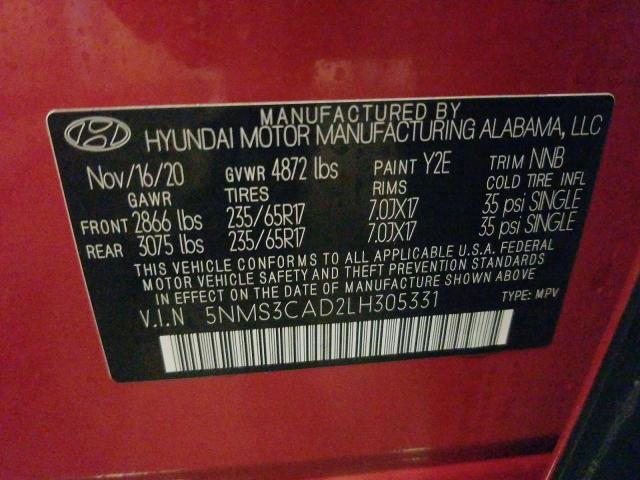 MANUFACTURED BY
HYUNDAI MOTOR MANUFACTURING ALABAMA, LLC
Nov/16/20 GVWR 4872 lbs PAINT Y2E TRIM NNB
GAWR TIRES RIMS COLD TIRE INFL
FRONT 2866 lbs 235/65R17 7.0JX17 35 psi SINGLE
REAR 3075 lbs 235/65R17 7.0JX17 35 psi SINGLE
THIS VEHICLE CONFORMS TO ALL APPLICABLE U.S.A. FEDERAL
MOTOR VEHICLE SAFETY AND THEFT PREVENTION STANDARDS
IN EFFECT ON THE DATE OF MANUFACTURE SHOWN ABOVE
V.I.N 5NMS3CAD2LH305331 TYPE: MPV